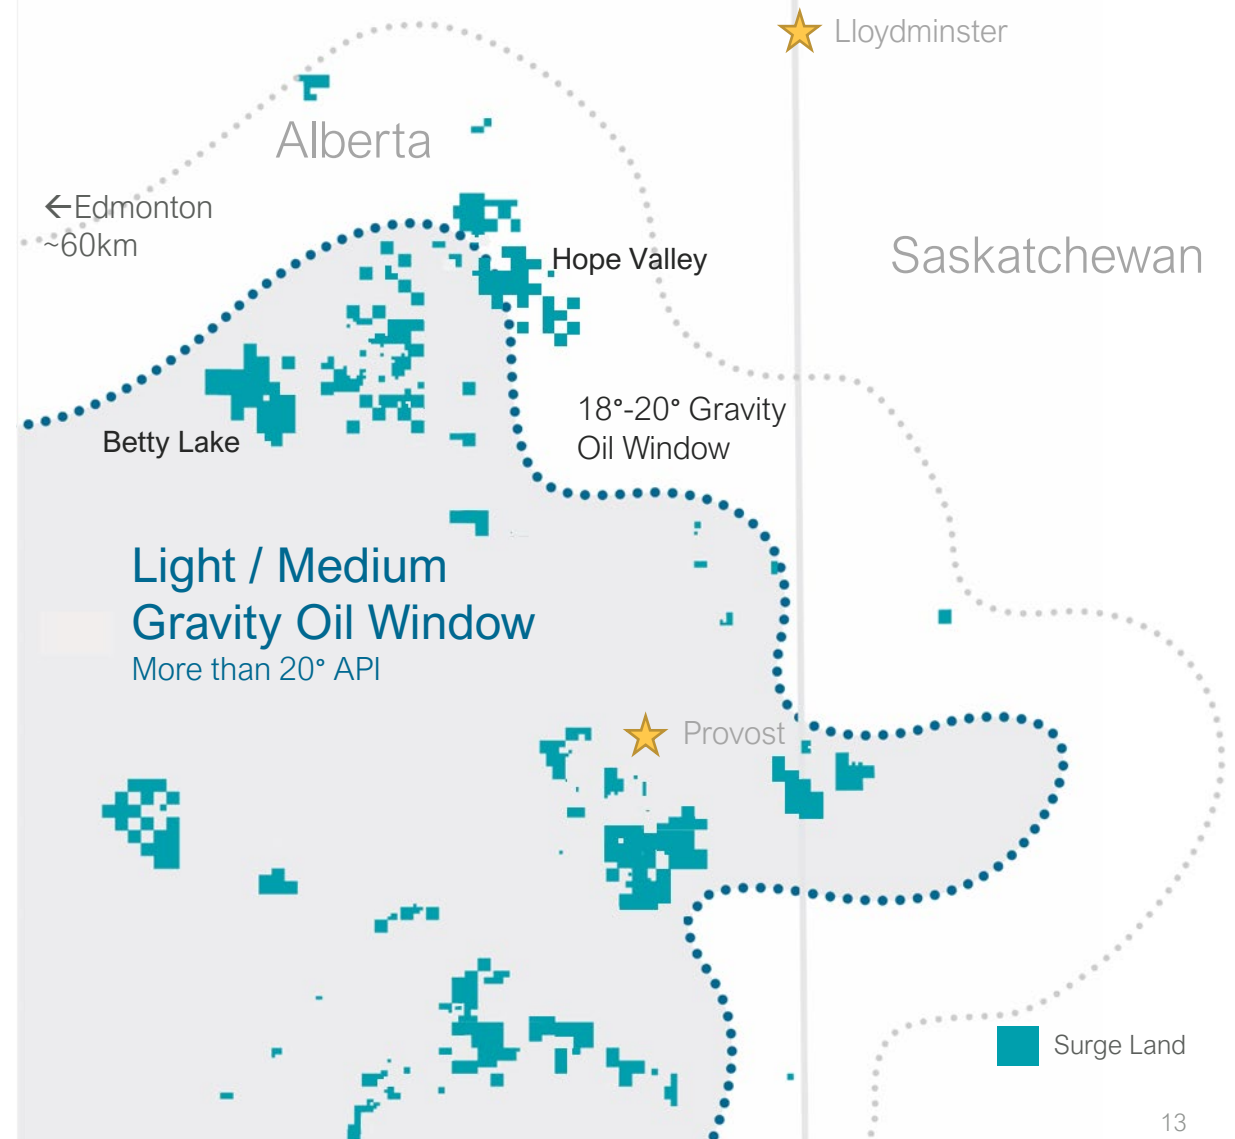 Lloydminster
Alberta
←Edmonton
~60km
Hope Valley
Saskatchewan
18°-20° Gravity
Oil Window
Betty Lake
Light / Medium
Gravity Oil Window
More than 20° API
Provost
Surge Land
13